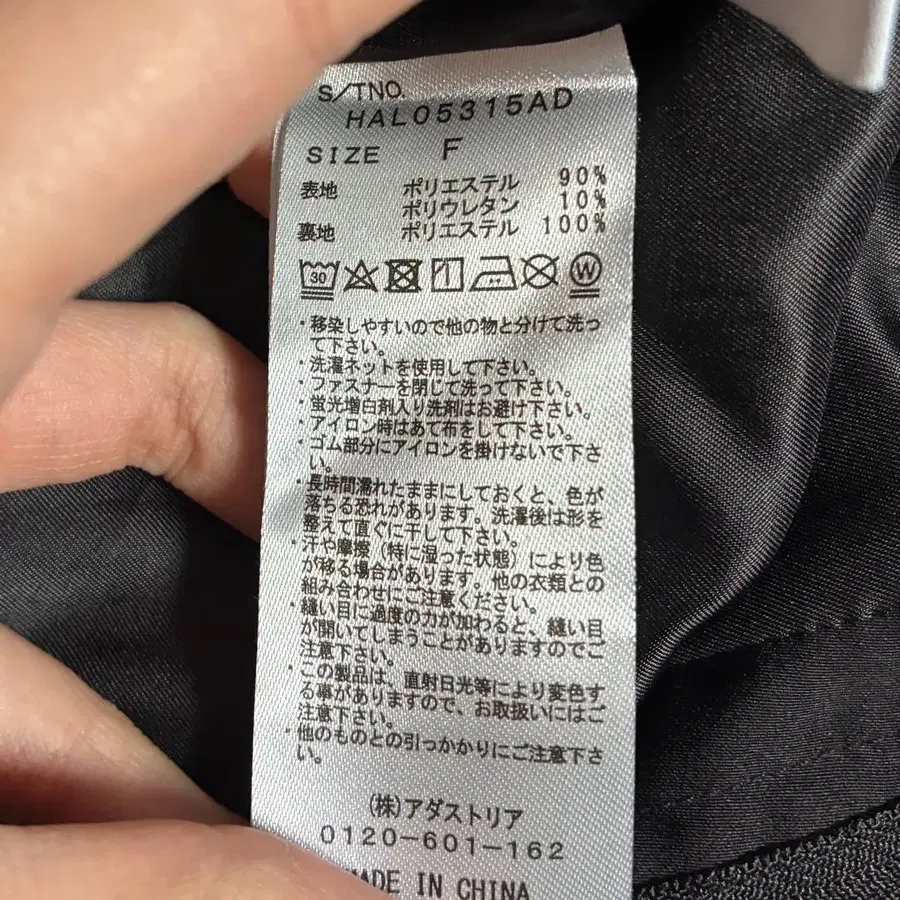 S/TNO.
HAL05315AD
SIZE F
表地 ポリエステル 90%
ポリウレタン 10%
裏地 ポリエステル 100%
30 W
・移染しやすいので他の物と分けて洗っ
て下さい。
・洗濯ネットを使用して下さい。
・ファスナーを閉じて洗って下さい。
・蛍光増白剤入り洗剤はお避け下さい。
・アイロン時はあて布をして下さい。
・ゴム部分にアイロンを掛けないで下さ
い。
・長時間濡れたままにしておくと、色が
落ちる恐れがあります。洗濯後は形を
整えて直ぐに干して下さい。
・汗や摩擦(特に湿った状態)により色
が移る場合があります。他の衣類との
組み合わせにご注意ください。
・縫い目に過度の力が加わると、縫い目
が開いてしまうことがありますのでご
注意下さい。
・この製品は、直射日光等により変色す
る事がありますので、お取扱いにはご
注意下さい。
・他のものとの引っかかりにご注意下さ
い。
(株)アダストリア
0120-601-162
MADE IN CHINA